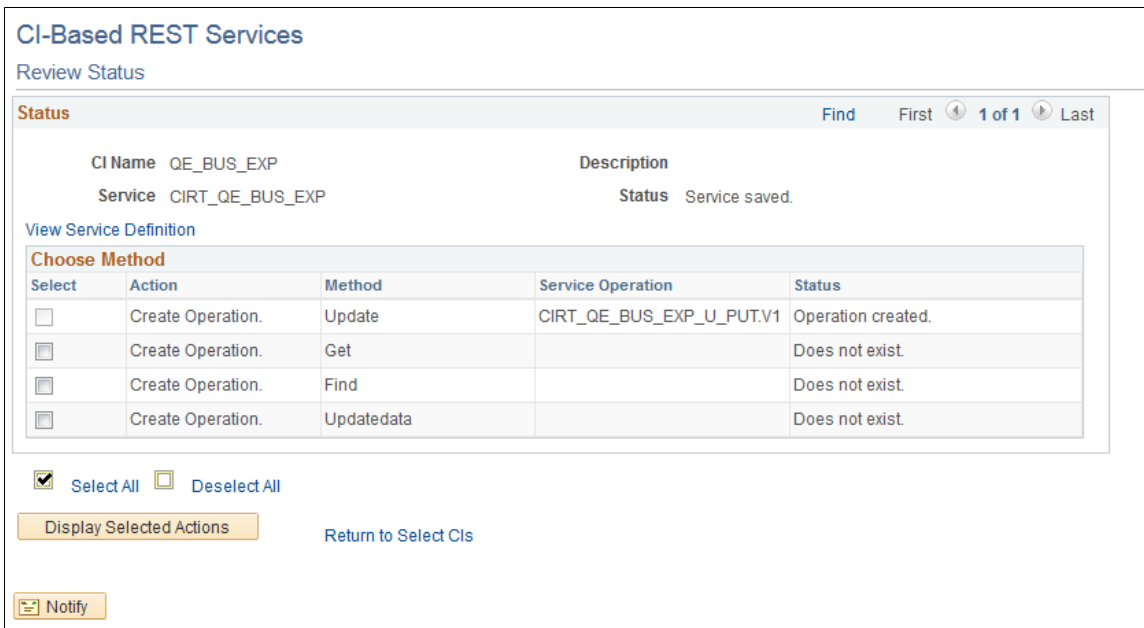 CI-Based REST Services
Review Status
Status Find First 1 of 1 Last
CI Name QE_BUS_EXP Description
Service CIRT_QE_BUS_EXP Status Service saved.
View Service Definition
Choose Method
Select Action Method Service Operation Status
Create Operation. Update CIRT_QE_BUS_EXP_U_PUT.V1 Operation created.
Create Operation. Get Does not exist.
Create Operation. Find Does not exist.
Create Operation. Updatedata Does not exist.
Select All Deselect All
Display Selected Actions Return to Select CIs
Notify